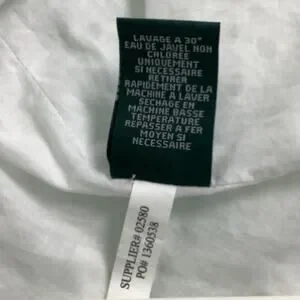 LAVAGE A 30°
EAU DE JAVEL NON
CHLOREE
UNIQUEMENT
SI NECESSAIRE
RETIRER
RAPIDEMENT DE LA
MACHINE A LAVER
SECHAGE EN
MACHINE BASSE
TEMPERATURE
REPASSER A FER
MOYEN SI
NECESSAIRE
SUPPLIER# 02580
PO# 1360538